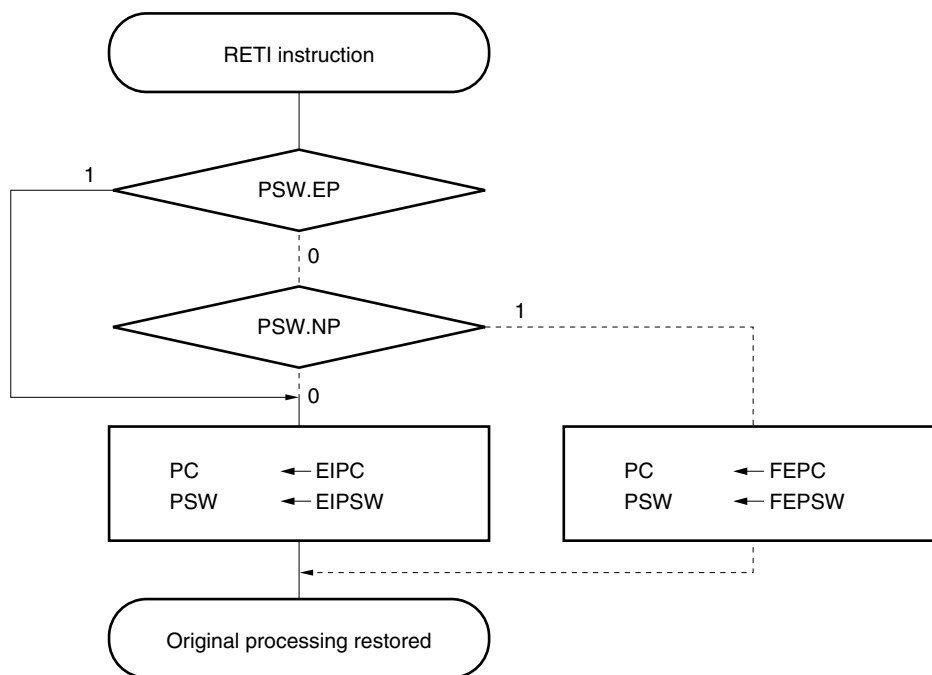 RETI instruction
1
PSW.EP
0
PSW.NP
1
0
PC ← EIPC
PSW ← EIPSW
PC ← FEPC
PSW ← FEPSW
Original processing restored